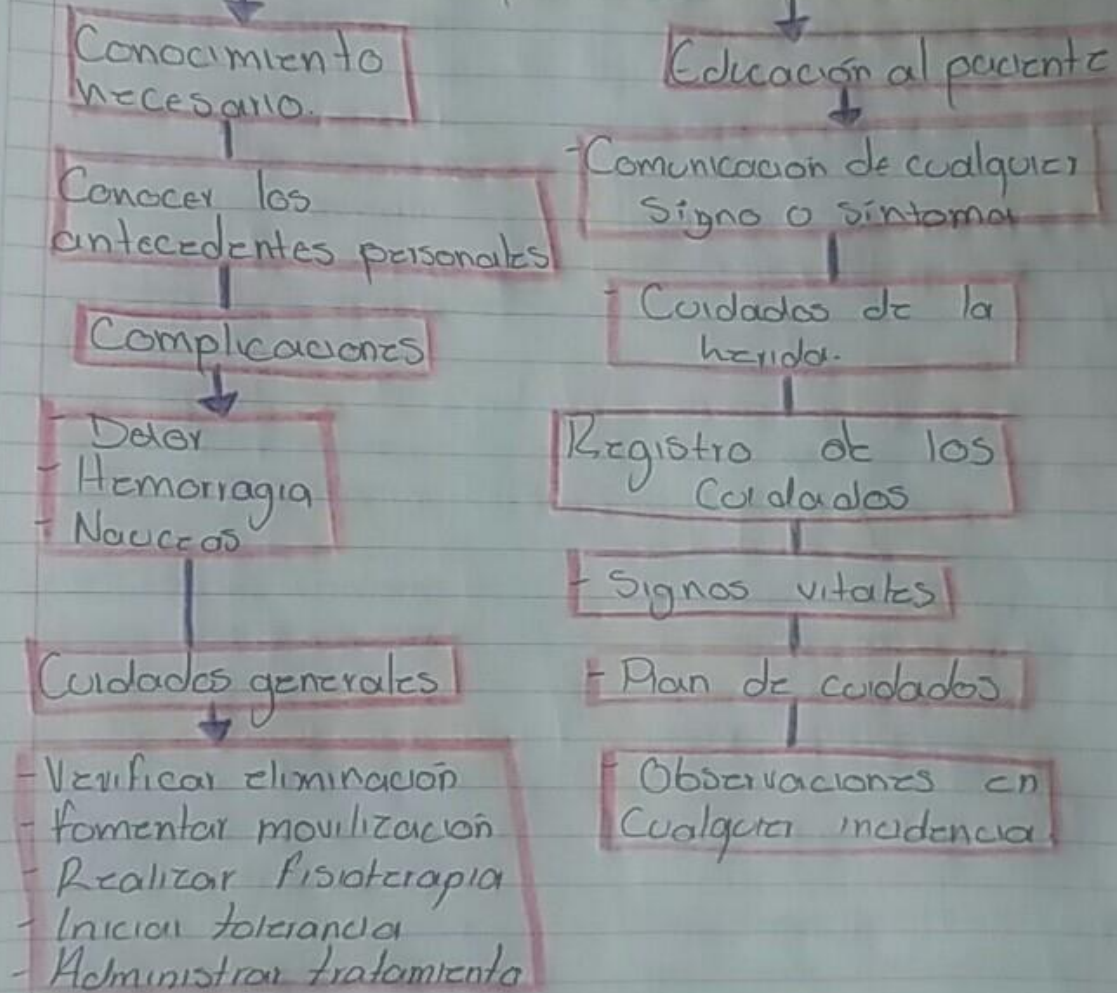 Conocimiento
necesario.
Conocer los
antecedentes personales
Complicaciones
- Dolor
- Hemorragia
- Nauceas
Cuidados generales
- Verificar eliminación
- fomentar movilización
- Realizar fisioterapia
- Iniciar tolerancia
- Administrar tratamiento
Educación al paciente
- Comunicacion de cualquier
signo o síntoma
- Cuidados de la
herida.
Registro de los
Cuidados
- Signos vitales
- Plan de cuidados
- Observaciones en
Cualquier incidencia